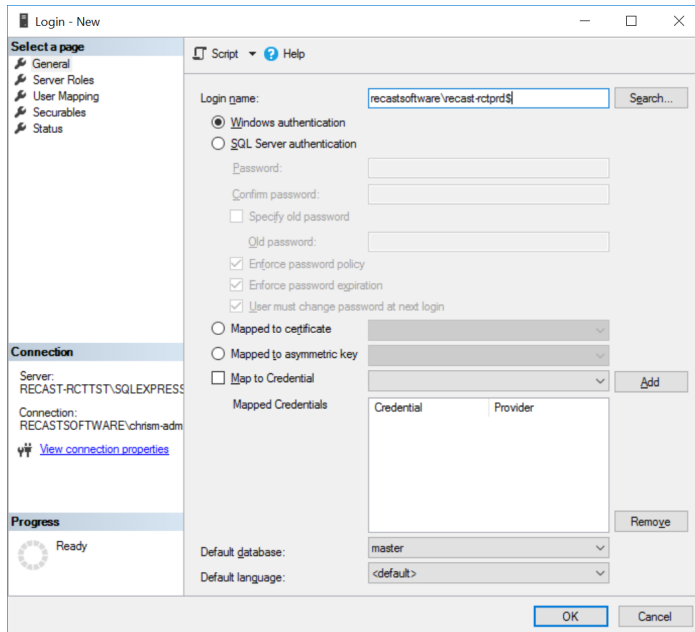 Login - New
Select a page
General
Server Roles
User Mapping
Securables
Status
Script
Help
Login name:
recastsoftware\recast-rctprd$
Search...
Windows authentication
SQL Server authentication
Password:
Confirm password:
Specify old password
Old password:
Enforce password policy
Enforce password expiration
User must change password at next login
Mapped to certificate
Mapped to asymmetric key
Map to Credential
Add
Mapped Credentials
Credential Provider
Remove
Default database:
master
Default language:
<default>
Connection
Server:
RECAST-RCTTST\SQLEXPRESS
Connection:
RECASTSOFTWARE\chrism-adm
View connection properties
Progress
Ready
OK
Cancel